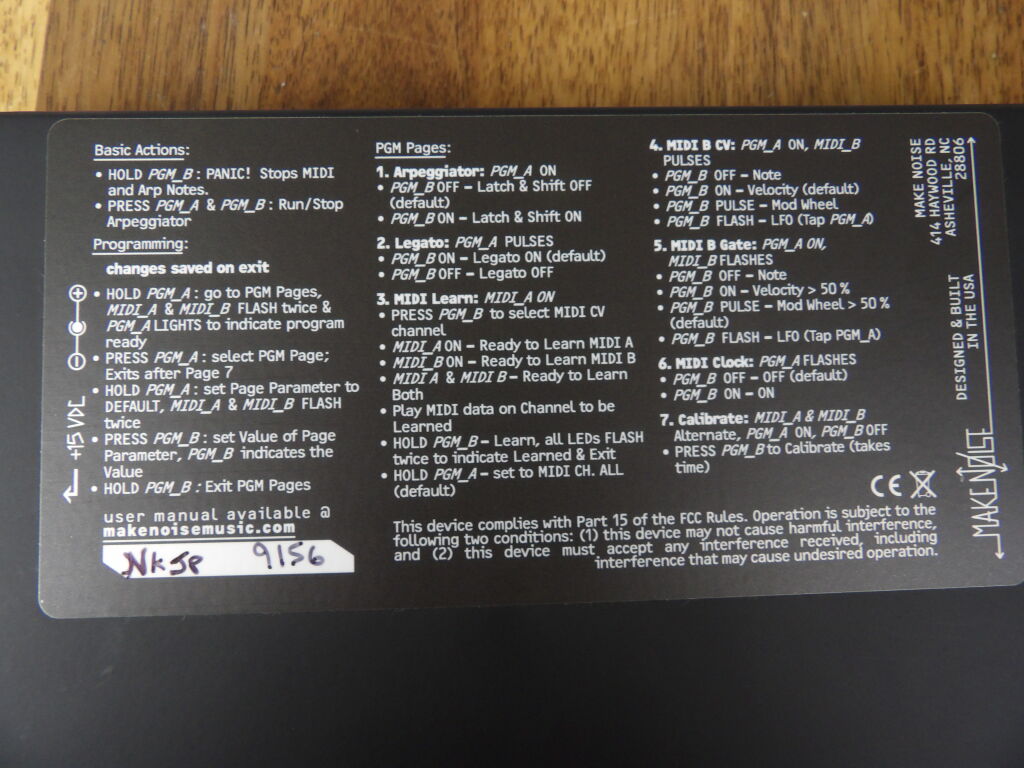 Basic Actions:
• HOLD PGM_B : PANIC! Stops MIDI
and Arp Notes.
• PRESS PGM_A & PGM_B : Run/Stop
Arpeggiator
Programming:
changes saved on exit
• HOLD PGM_A : go to PGM Pages,
MIDI_A & MIDI_B FLASH twice &
PGM_A LIGHTS to indicate program
ready
• PRESS PGM_A : select PGM Page;
Exits after Page 7
• HOLD PGM_A : set Page Parameter to
DEFAULT, MIDI_A & MIDI_B FLASH
twice
• PRESS PGM_B : set Value of Page
Parameter, PGM_B indicates the
Value
• HOLD PGM_B : Exit PGM Pages
user manual available @
makenoisemusic.com
9156
+15 VDC
PGM Pages:
1. Arpeggiator: PGM_A ON
• PGM_B OFF – Latch & Shift OFF
(default)
• PGM_B ON – Latch & Shift ON
2. Legato: PGM_A PULSES
• PGM_B ON – Legato ON (default)
• PGM_B OFF – Legato OFF
3. MIDI Learn: MIDI_A ON
• PRESS PGM_B to select MIDI CV
channel
• MIDI_A ON – Ready to Learn MIDI A
• MIDI_B ON – Ready to Learn MIDI B
• MIDI A & MIDI B – Ready to Learn
Both
• Play MIDI data on Channel to be
Learned
• HOLD PGM_B – Learn, all LEDs FLASH
twice to indicate Learned & Exit
• HOLD PGM_A – set to MIDI CH. ALL
(default)
4. MIDI B CV: PGM_A ON, MIDI_B
PULSES
• PGM_B OFF – Note
• PGM_B ON – Velocity (default)
• PGM_B PULSE – Mod Wheel
• PGM_B FLASH – LFO (Tap PGM_A)
5. MIDI B Gate: PGM_A ON,
MIDI_B FLASHES
• PGM_B OFF – Note
• PGM_B ON – Velocity > 50 %
• PGM_B PULSE – Mod Wheel > 50 %
(default)
• PGM_B FLASH – LFO (Tap PGM_A)
6. MIDI Clock: PGM_A FLASHES
• PGM_B OFF – OFF (default)
• PGM_B ON – ON
7. Calibrate: MIDI_A & MIDI_B
Alternate, PGM_A ON, PGM_B OFF
• PRESS PGM_B to Calibrate (takes
time)
CE
This device complies with Part 15 of the FCC Rules. Operation is subject to the
following two conditions: (1) this device may not cause harmful interference,
and (2) this device must accept any interference received, including
interference that may cause undesired operation.
MAKE NOISE
414 HAYWOOD RD
ASHEVILLE, NC
28806
DESIGNED & BUILT
IN THE USA
MAKENOISE